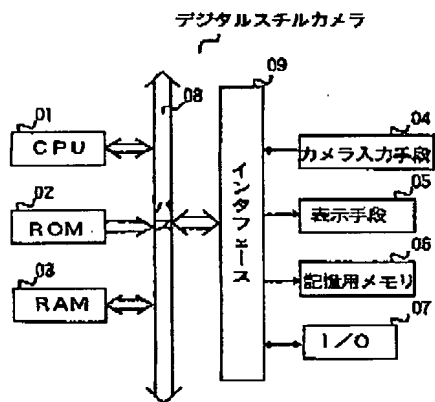 デジタルスチルカメラ
08
09
01
CPU
02
ROM
03
RAM
インタフェース
04
カメラ入力手段
05
表示手段
06
記憶用メモリ
07
I/O